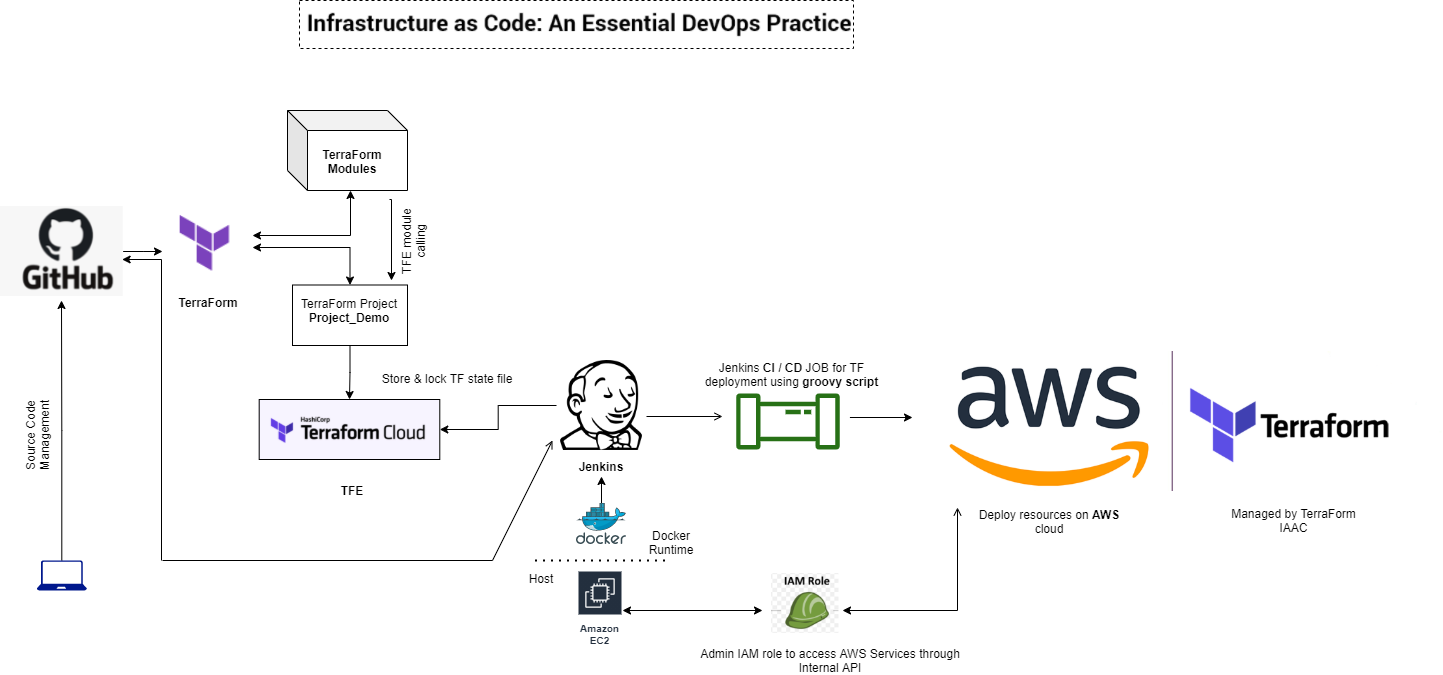 Infrastructure as Code: An Essential DevOps Practice
TerraForm
Modules
TFE module
calling
GitHub
TerraForm
TerraForm Project
Project_Demo
Store & lock TF state file
HashiCorp
Terraform Cloud
TFE
Source Code
Management
Jenkins
docker
Docker
Runtime
Host
Amazon
EC2
Jenkins CI / CD JOB for TF
deployment using groovy script
aws
Terraform
Deploy resources on AWS
cloud
Managed by TerraForm
IAAC
IAM Role
Admin IAM role to access AWS Services through
Internal API